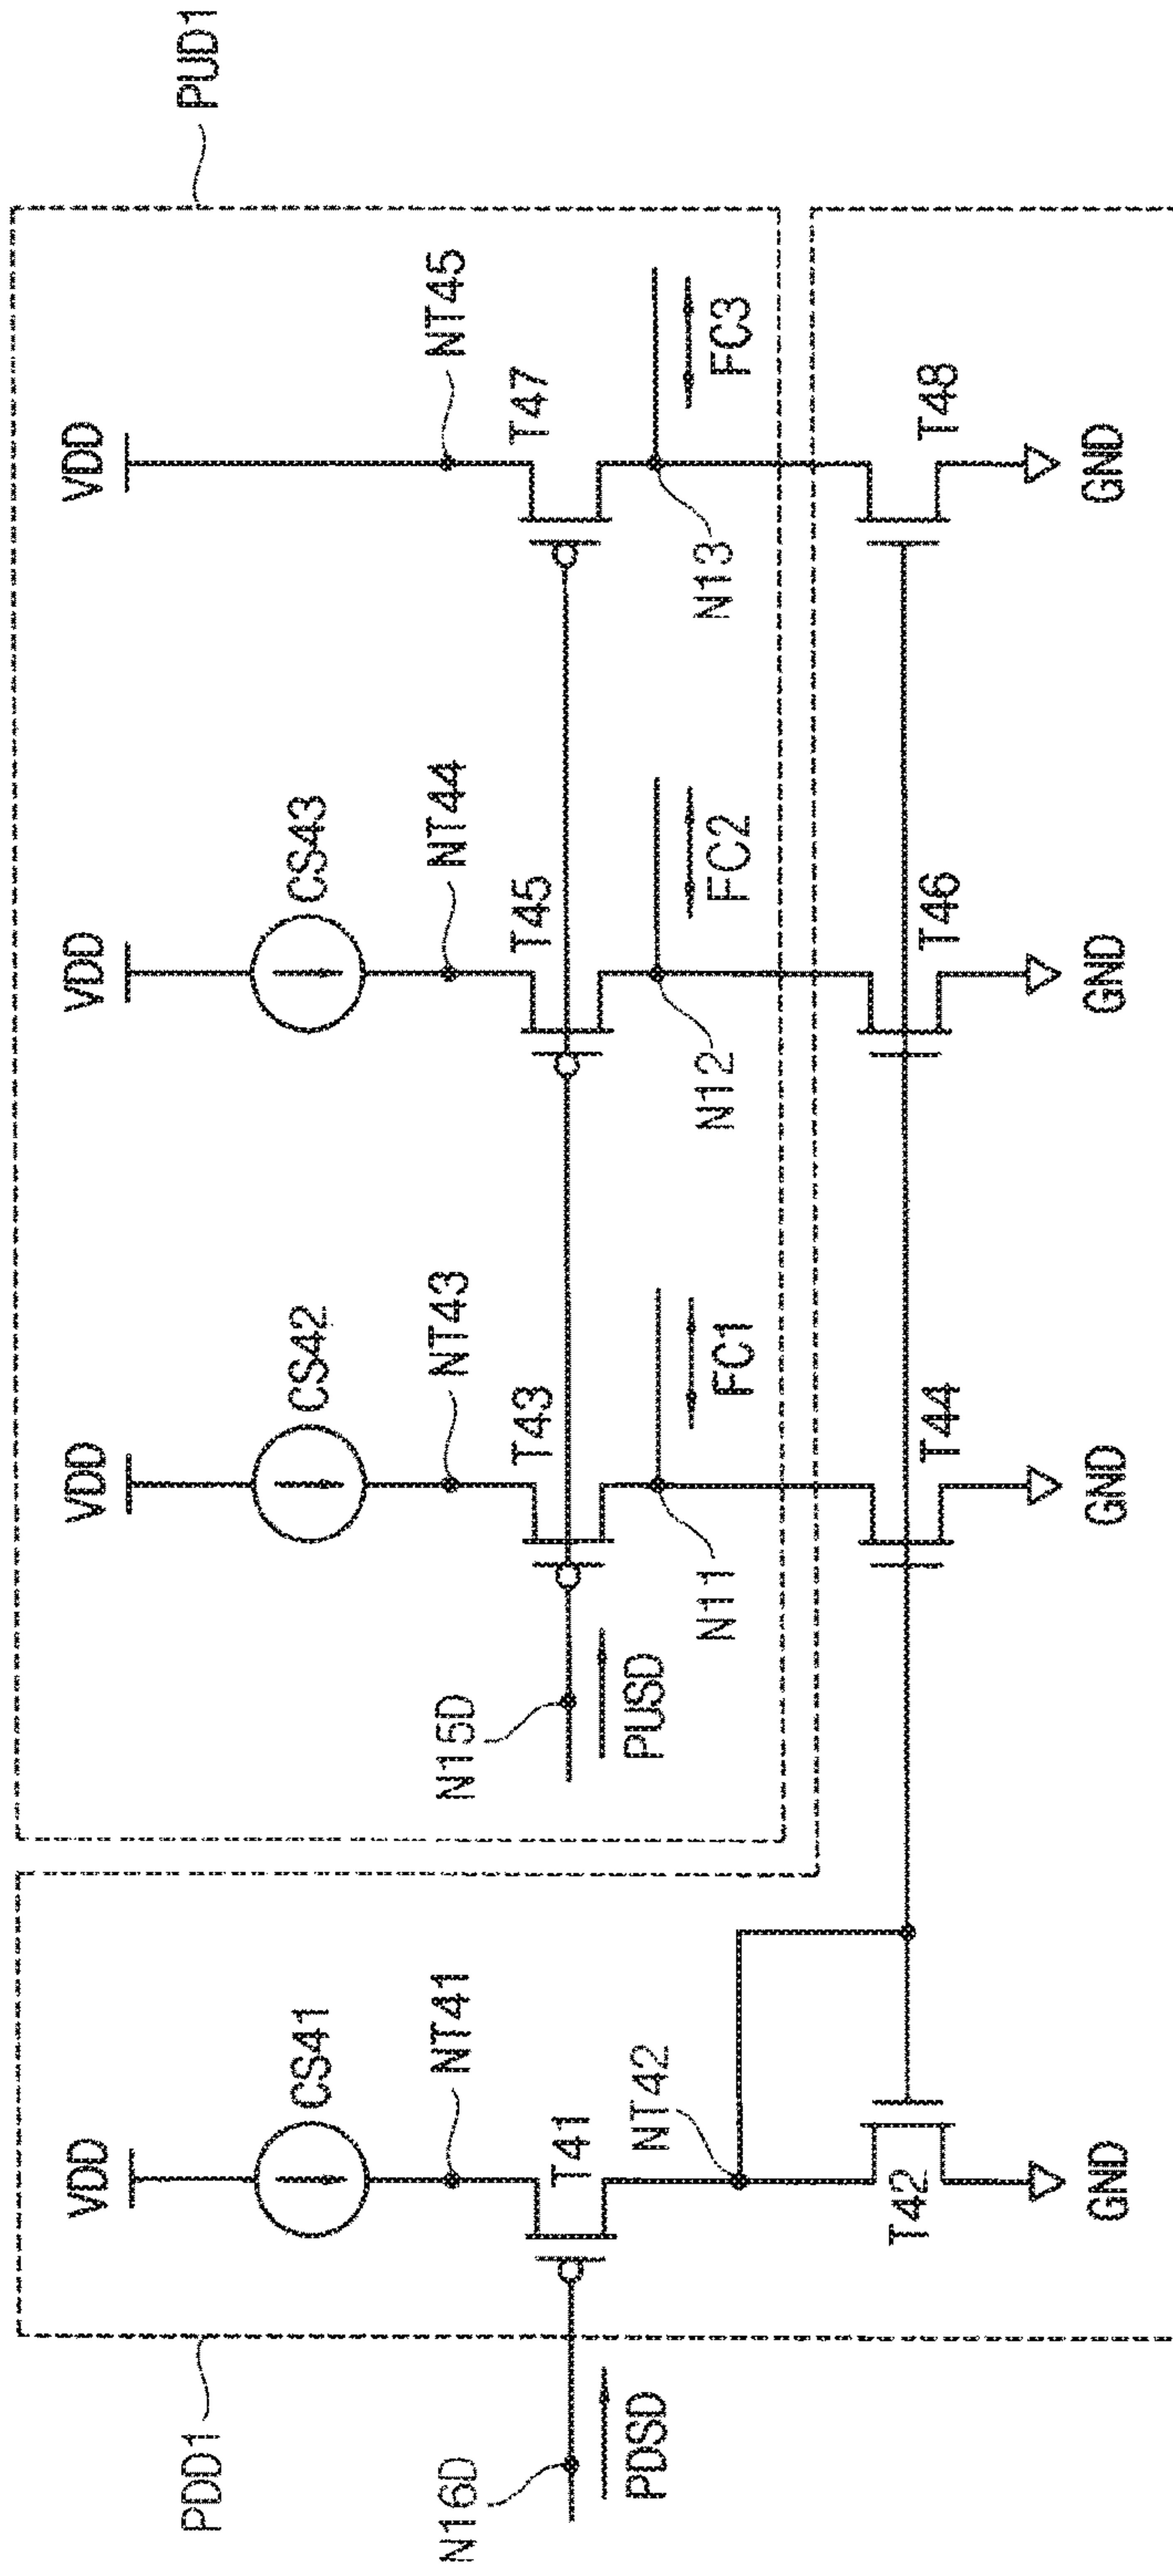 PUD1
VDD
VDD
VDD
VDD
CS41
CS42
CS43
NT41
NT43
NT44
NT45
PDD1
N16D
PDSD
T41
N15D
PUSD
T43
T45
T47
NT42
N11
FC1
N12
FC2
N13
FC3
T42
T44
T46
T48
GND
GND
GND
GND